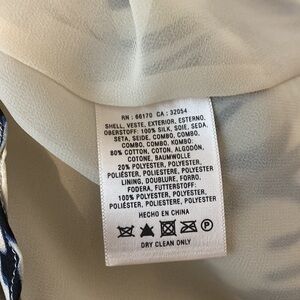 RN : 66170 CA : 32054
SHELL, VESTE, EXTERIOR, ESTERNO,
OBERSTOFF: 100% SILK, SOIE, SEDA,
SETA, SEIDE. COMBO, COMBO,
COMBO, COMBO, KOMBO:
80% COTTON, COTON, ALGODÓN,
COTONE, BAUMWOLLE
20% POLYESTER, POLYESTER,
POLIÉSTER, POLIESTERE, POLYESTER
LINING, DOUBLURE, FORRO,
FODERA, FUTTERSTOFF:
100% POLYESTER, POLYESTER,
POLIÉSTER, POLIESTERE, POLYESTER
HECHO EN CHINA
DRY CLEAN ONLY